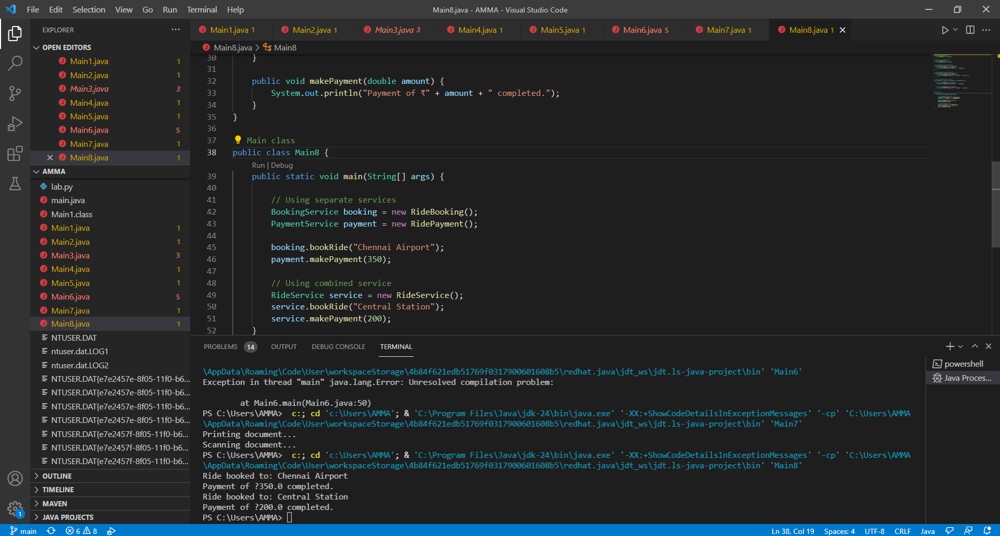 File Edit Selection View Go Run Terminal Help
Main8.java - AMMA - Visual Studio Code
EXPLORER
OPEN EDITORS
Main1.java 1
Main2.java 1
Main3.java 3
Main4.java 1
Main5.java 1
Main6.java 5
Main7.java 1
Main8.java 1
AMMA
lab.py
main.java
Main1.class
Main1.java 1
Main2.java 1
Main3.java 3
Main4.java 1
Main5.java 1
Main6.java 5
Main7.java 1
Main8.java 1
NTUSER.DAT
ntuser.dat.LOG1
ntuser.dat.LOG2
NTUSER.DAT{e7e2457e-8f05-11f0-b6...
NTUSER.DAT{e7e2457e-8f05-11f0-b6...
NTUSER.DAT{e7e2457e-8f05-11f0-b6...
NTUSER.DAT{e7e2457e-8f05-11f0-b6...
NTUSER.DAT{e7e2457f-8f05-11f0-b6...
NTUSER.DAT{e7e2457f-8f05-11f0-b6...
NTUSER.DAT{e7e2457f-8f05-11f0-b6...
OUTLINE
TIMELINE
MAVEN
JAVA PROJECTS
Main1.java 1 Main2.java 1 Main3.java 3 Main4.java 1 Main5.java 1 Main6.java 5 Main7.java 1 Main8.java 1
Main8.java > Main8
30 }
31
32 public void makePayment(double amount) {
33 System.out.println("Payment of ₹" + amount + " completed.");
34 }
35 }
36
37 Main class
38 public class Main8 {
Run | Debug
39 public static void main(String[] args) {
40
41 // Using separate services
42 BookingService booking = new RideBooking();
43 PaymentService payment = new RidePayment();
44
45 booking.bookRide("Chennai Airport");
46 payment.makePayment(350);
47
48 // Using combined service
49 RideService service = new RideService();
50 service.bookRide("Central Station");
51 service.makePayment(200);
52 }
PROBLEMS 14 OUTPUT DEBUG CONSOLE TERMINAL
\AppData\Roaming\Code\User\workspaceStorage\4b84f621edb51769f0317900601608b5\redhat.java\jdt_ws\jdt.ls-java-project\bin' 'Main6'
Exception in thread "main" java.lang.Error: Unresolved compilation problem:
at Main6.main(Main6.java:50)
PS C:\Users\AMMA> c:; cd 'c:\Users\AMMA'; & 'C:\Program Files\Java\jdk-24\bin\java.exe' '-XX:+ShowCodeDetailsInExceptionMessages' '-cp' 'C:\Users\AMMA
\AppData\Roaming\Code\User\workspaceStorage\4b84f621edb51769f0317900601608b5\redhat.java\jdt_ws\jdt.ls-java-project\bin' 'Main7'
Printing document...
Scanning document...
PS C:\Users\AMMA> c:; cd 'c:\Users\AMMA'; & 'C:\Program Files\Java\jdk-24\bin\java.exe' '-XX:+ShowCodeDetailsInExceptionMessages' '-cp' 'C:\Users\AMMA
\AppData\Roaming\Code\User\workspaceStorage\4b84f621edb51769f0317900601608b5\redhat.java\jdt_ws\jdt.ls-java-project\bin' 'Main8'
Ride booked to: Chennai Airport
Payment of ?350.0 completed.
Ride booked to: Central Station
Payment of ?200.0 completed.
PS C:\Users\AMMA>
powershell
Java Proces...
1
main 6 8
Ln 38, Col 19 Spaces: 4 UTF-8 CRLF Java